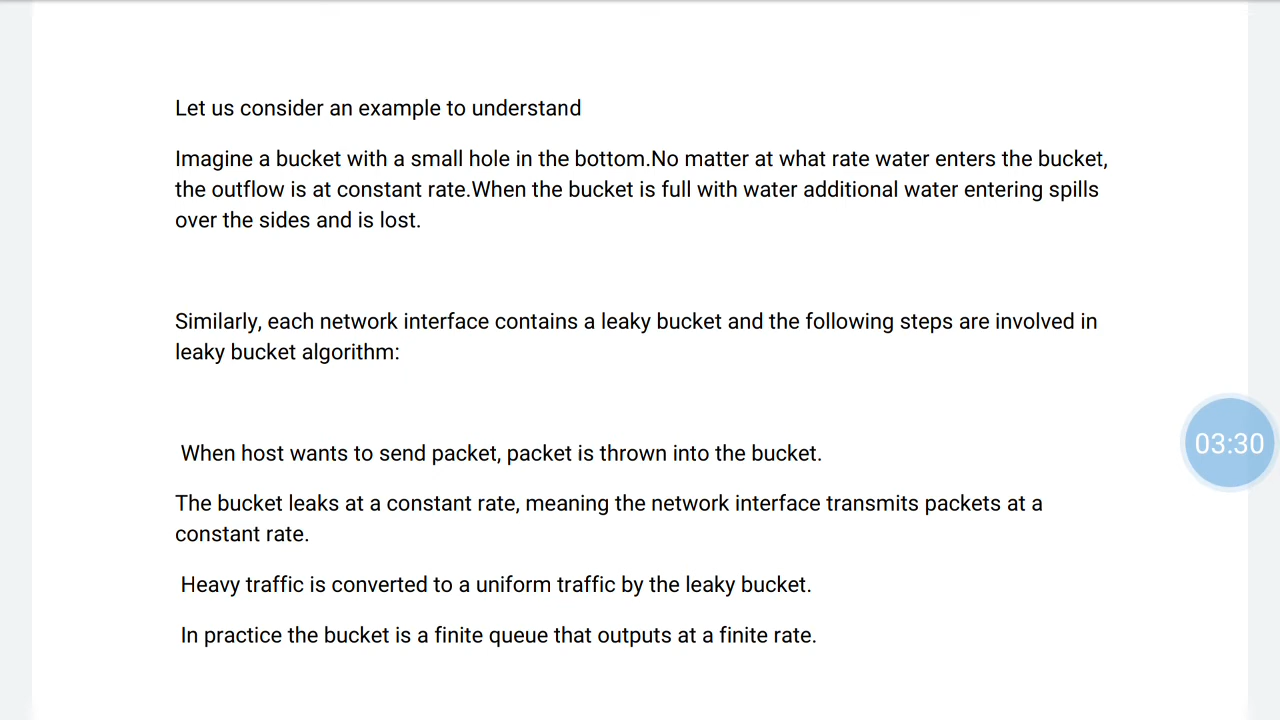 Let us consider an example to understand
Imagine a bucket with a small hole in the bottom.No matter at what rate water enters the bucket,
the outflow is at constant rate.When the bucket is full with water additional water entering spills
over the sides and is lost.
Similarly, each network interface contains a leaky bucket and the following steps are involved in
leaky bucket algorithm:
When host wants to send packet, packet is thrown into the bucket.
03:30
The bucket leaks at a constant rate, meaning the network interface transmits packets at a
constant rate.
Heavy traffic is converted to a uniform traffic by the leaky bucket.
In practice the bucket is a finite queue that outputs at a finite rate.